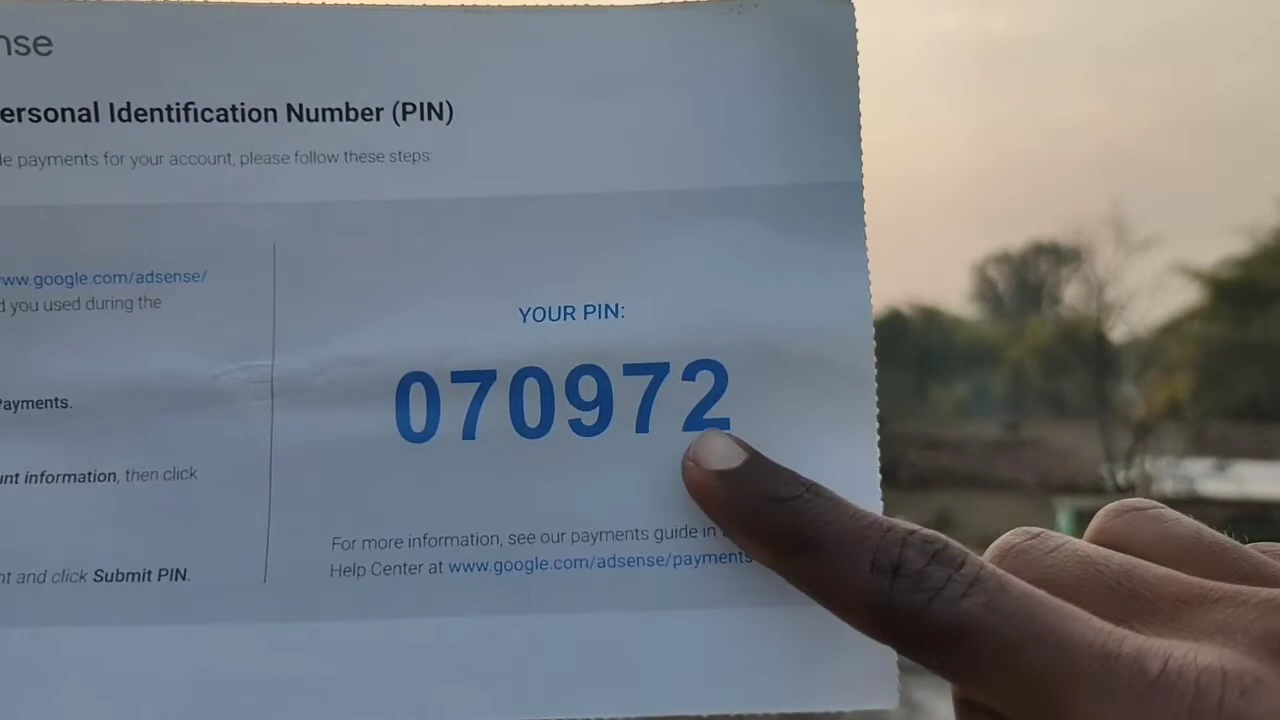 nse
ersonal Identification Number (PIN)
le payments for your account, please follow these steps:
ww.google.com/adsense/
d you used during the
Payments.
unt information, then click
nt and click Submit PIN.
YOUR PIN:
070972
For more information, see our payments guide in
Help Center at www.google.com/adsense/payments